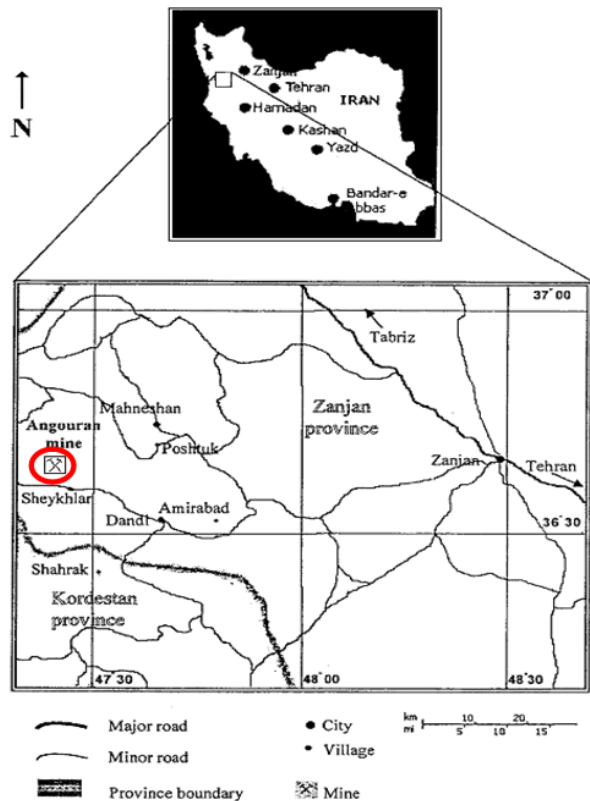 N
Zanjan
Tehran
IRAN
Hamadan
Kashan
Yazd
Bandar-e
Abbas
37° 00
Tabriz
Mahneshan
Zanjan
province
Angouran
mine
Poshtuk
Zanjan
Tehran
Sheykhlar
Amirabad
Dandi
36° 30
Shahrak
Kordestan
province
47° 30
48° 00
48° 30
Major road
City
km 10 20
Minor road
Village
mi 5 10 15
Province boundary
Mine